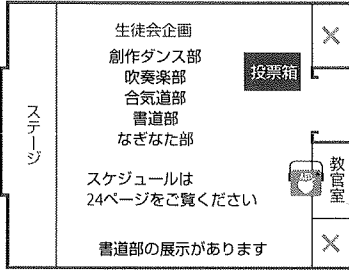 生徒会企画
創作ダンス部
吹奏楽部
合気道部
書道部
なぎなた部
投票箱
ステージ
教官室
スケジュールは
24ページをご覧ください
書道部の展示があります